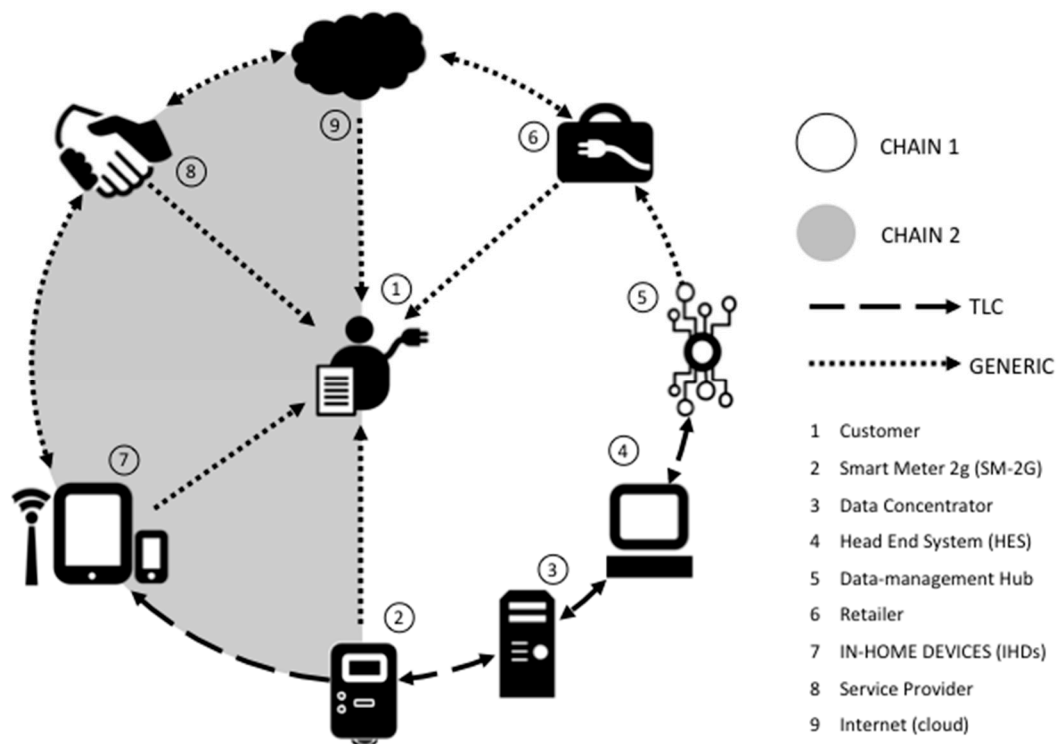 9
6
8
1
5
7
4
3
2
CHAIN 1
CHAIN 2
TLC
GENERIC
1 Customer
2 Smart Meter 2g (SM-2G)
3 Data Concentrator
4 Head End System (HES)
5 Data-management Hub
6 Retailer
7 IN-HOME DEVICES (IHDs)
8 Service Provider
9 Internet (cloud)